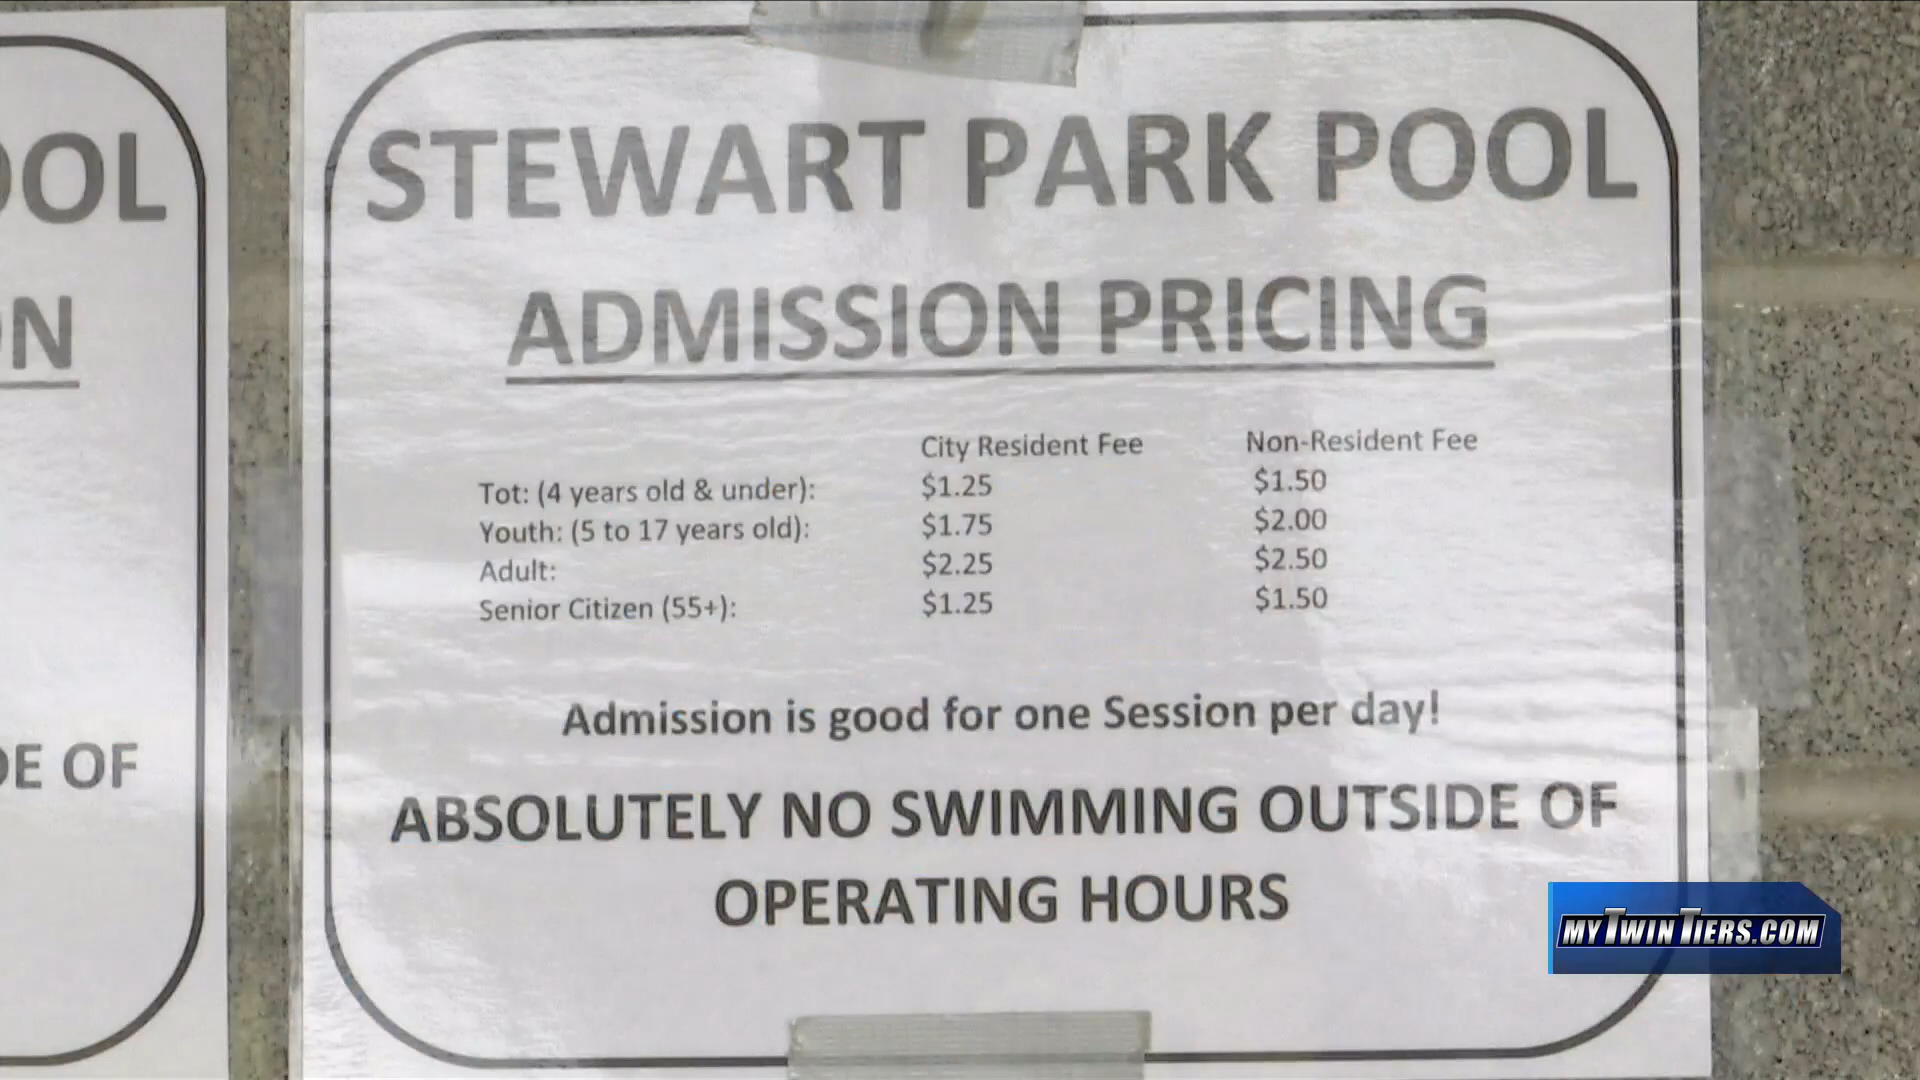 OOL
ON
DE OF
STEWART PARK POOL
ADMISSION PRICING
City Resident Fee Non-Resident Fee
Tot: (4 years old & under): $1.25 $1.50
Youth: (5 to 17 years old): $1.75 $2.00
Adult: $2.25 $2.50
Senior Citizen (55+): $1.25 $1.50
Admission is good for one Session per day!
ABSOLUTELY NO SWIMMING OUTSIDE OF
OPERATING HOURS
MYTWINTIERS.COM